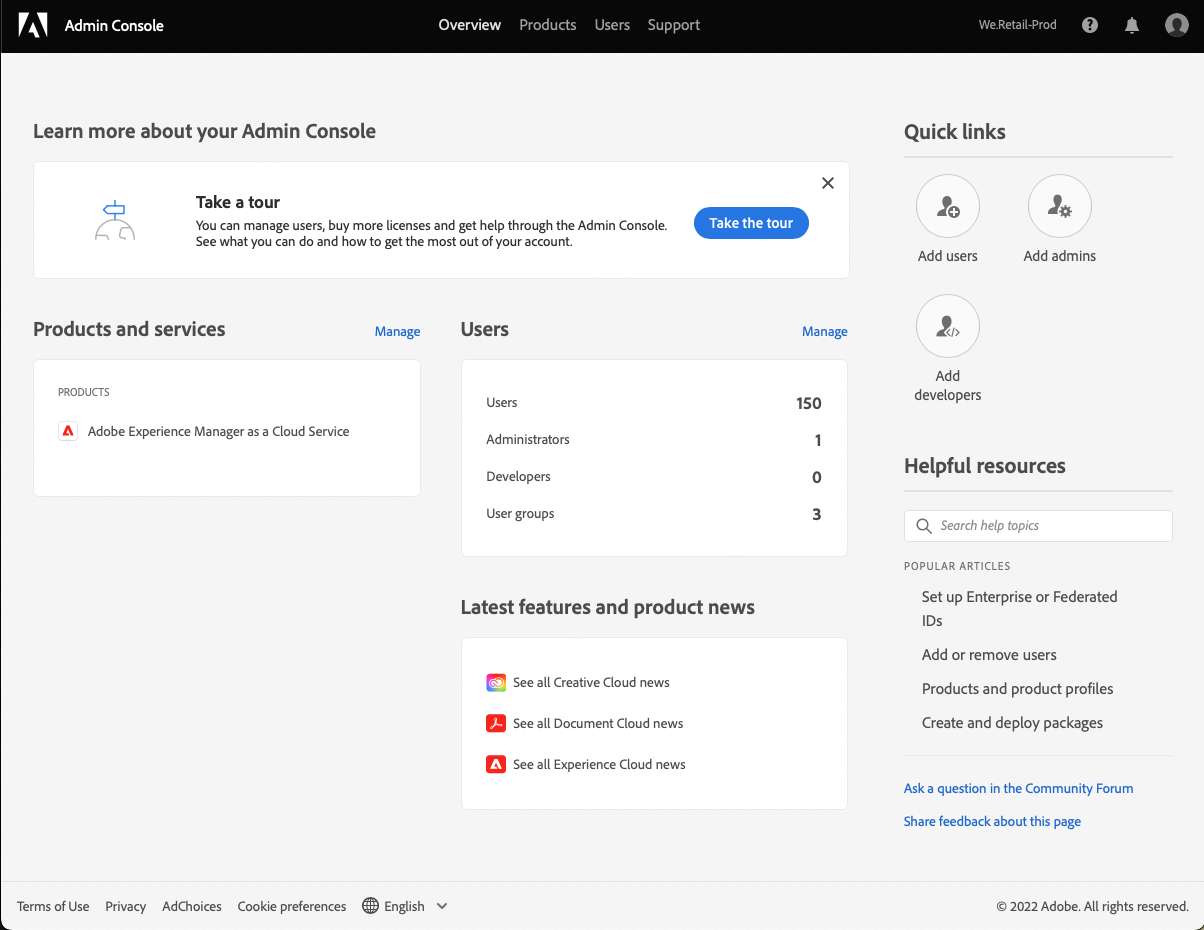 Admin Console
Overview Products Users Support
We.Retail-Prod
Learn more about your Admin Console
Take a tour
You can manage users, buy more licenses and get help through the Admin Console.
See what you can do and how to get the most out of your account.
Take the tour
Products and services
Manage
PRODUCTS
Adobe Experience Manager as a Cloud Service
Users
Manage
Users 150
Administrators 1
Developers 0
User groups 3
Latest features and product news
See all Creative Cloud news
See all Document Cloud news
See all Experience Cloud news
Quick links
Add users
Add admins
Add
developers
Helpful resources
Search help topics
POPULAR ARTICLES
Set up Enterprise or Federated
IDs
Add or remove users
Products and product profiles
Create and deploy packages
Ask a question in the Community Forum
Share feedback about this page
Terms of Use Privacy AdChoices Cookie preferences English
© 2022 Adobe. All rights reserved.